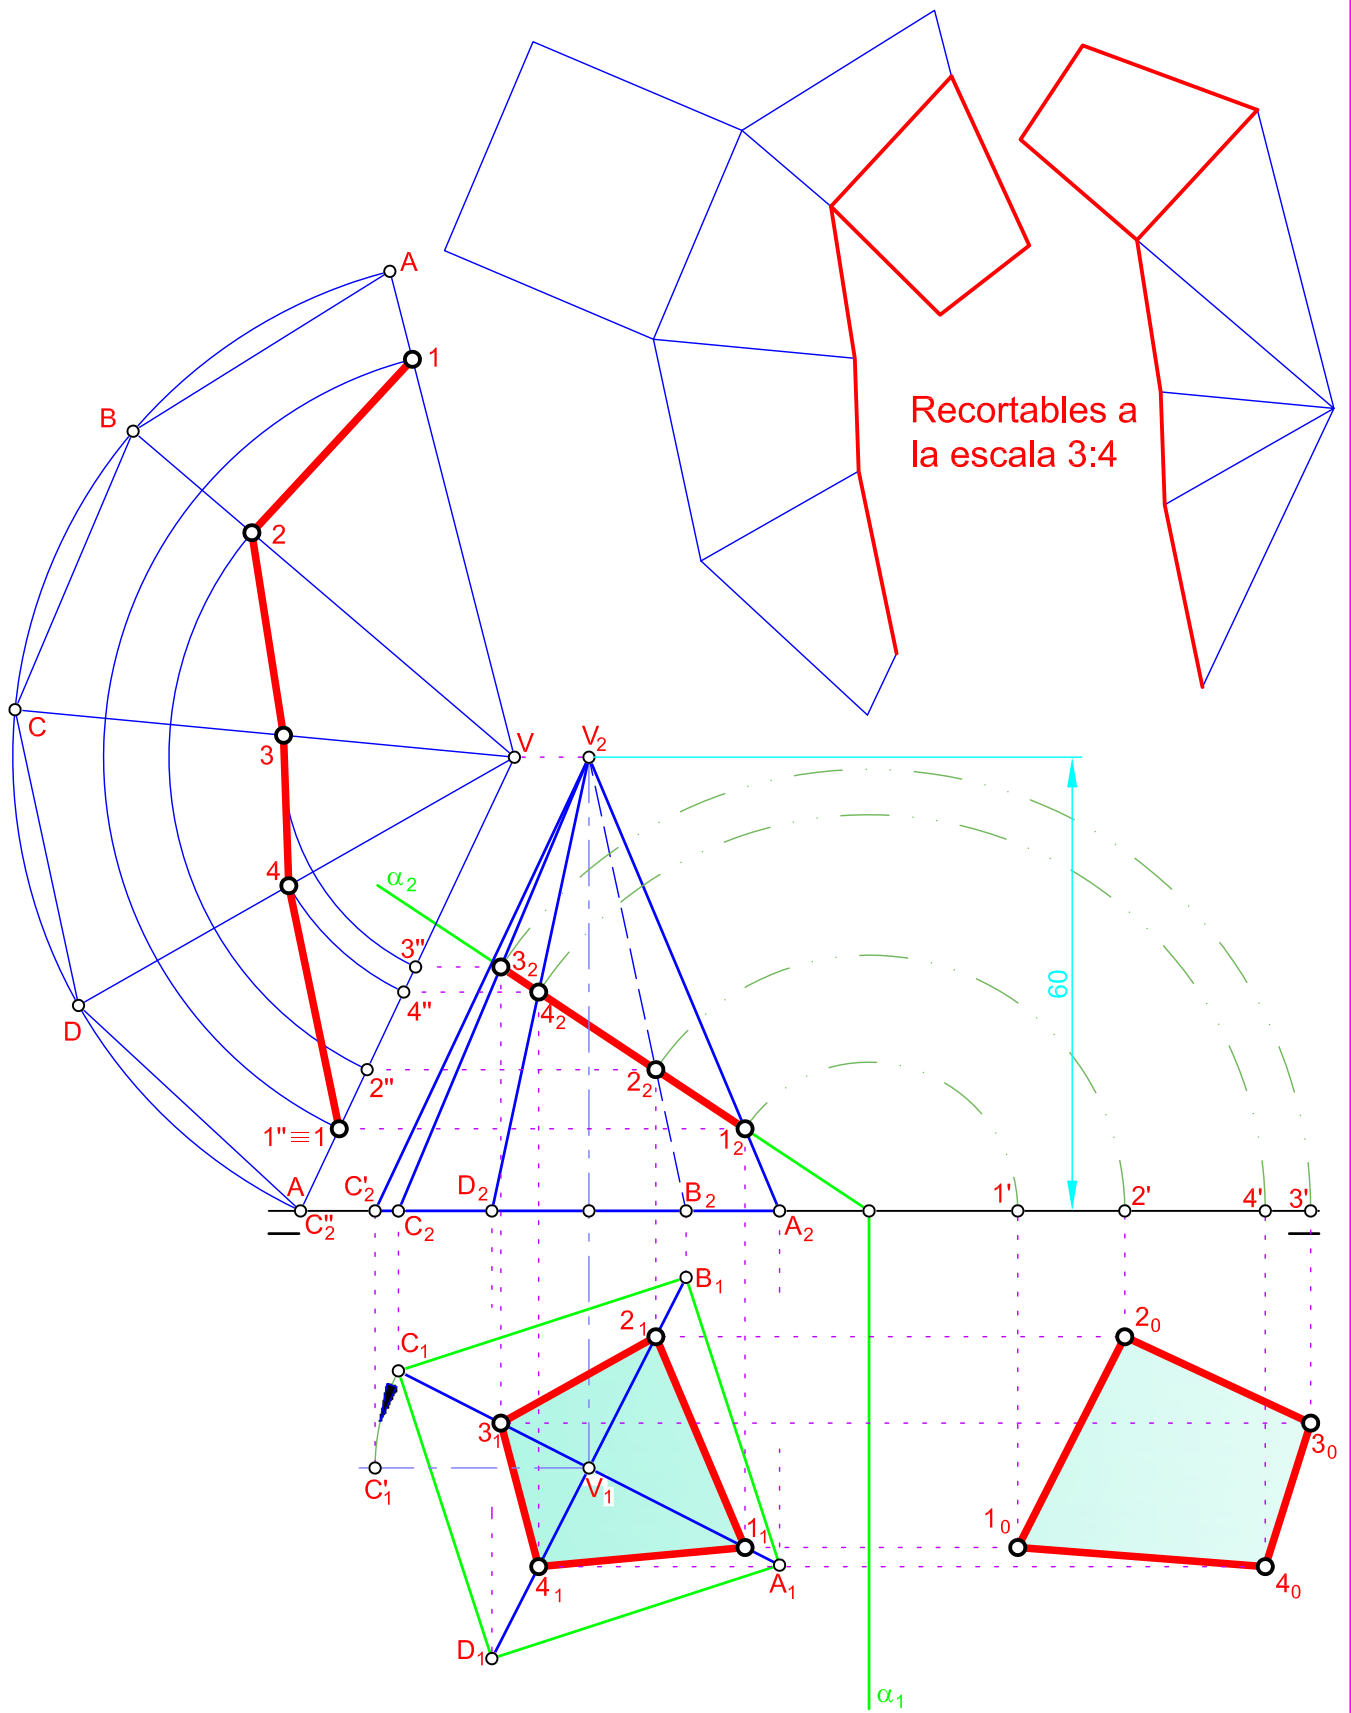 A
1
B
Recortables a
la escala 3:4
2
C
3
V
V₂
4
α₂
3''
3₂
4''
4₂
60
D
2''
2₂
1''≡1
1₂
A
C'₂
D₂
B₂
1'
2'
4'
3'
C''₂
C₂
A₂
B₁
C₁
2₁
2₀
3₁
3₀
C'₁
V₁
1₁
1₀
4₁
A₁
4₀
D₁
α₁